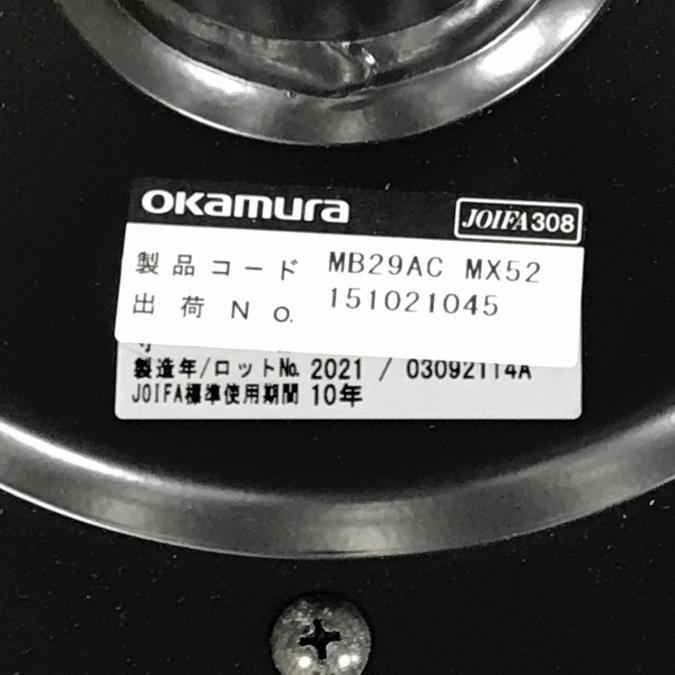 okamura
JOIFA308
製品コード MB29AC MX52
出荷NO. 151021045
製造年/ロット№ 2021 / 03092114A
JOIFA標準使用期間 10年